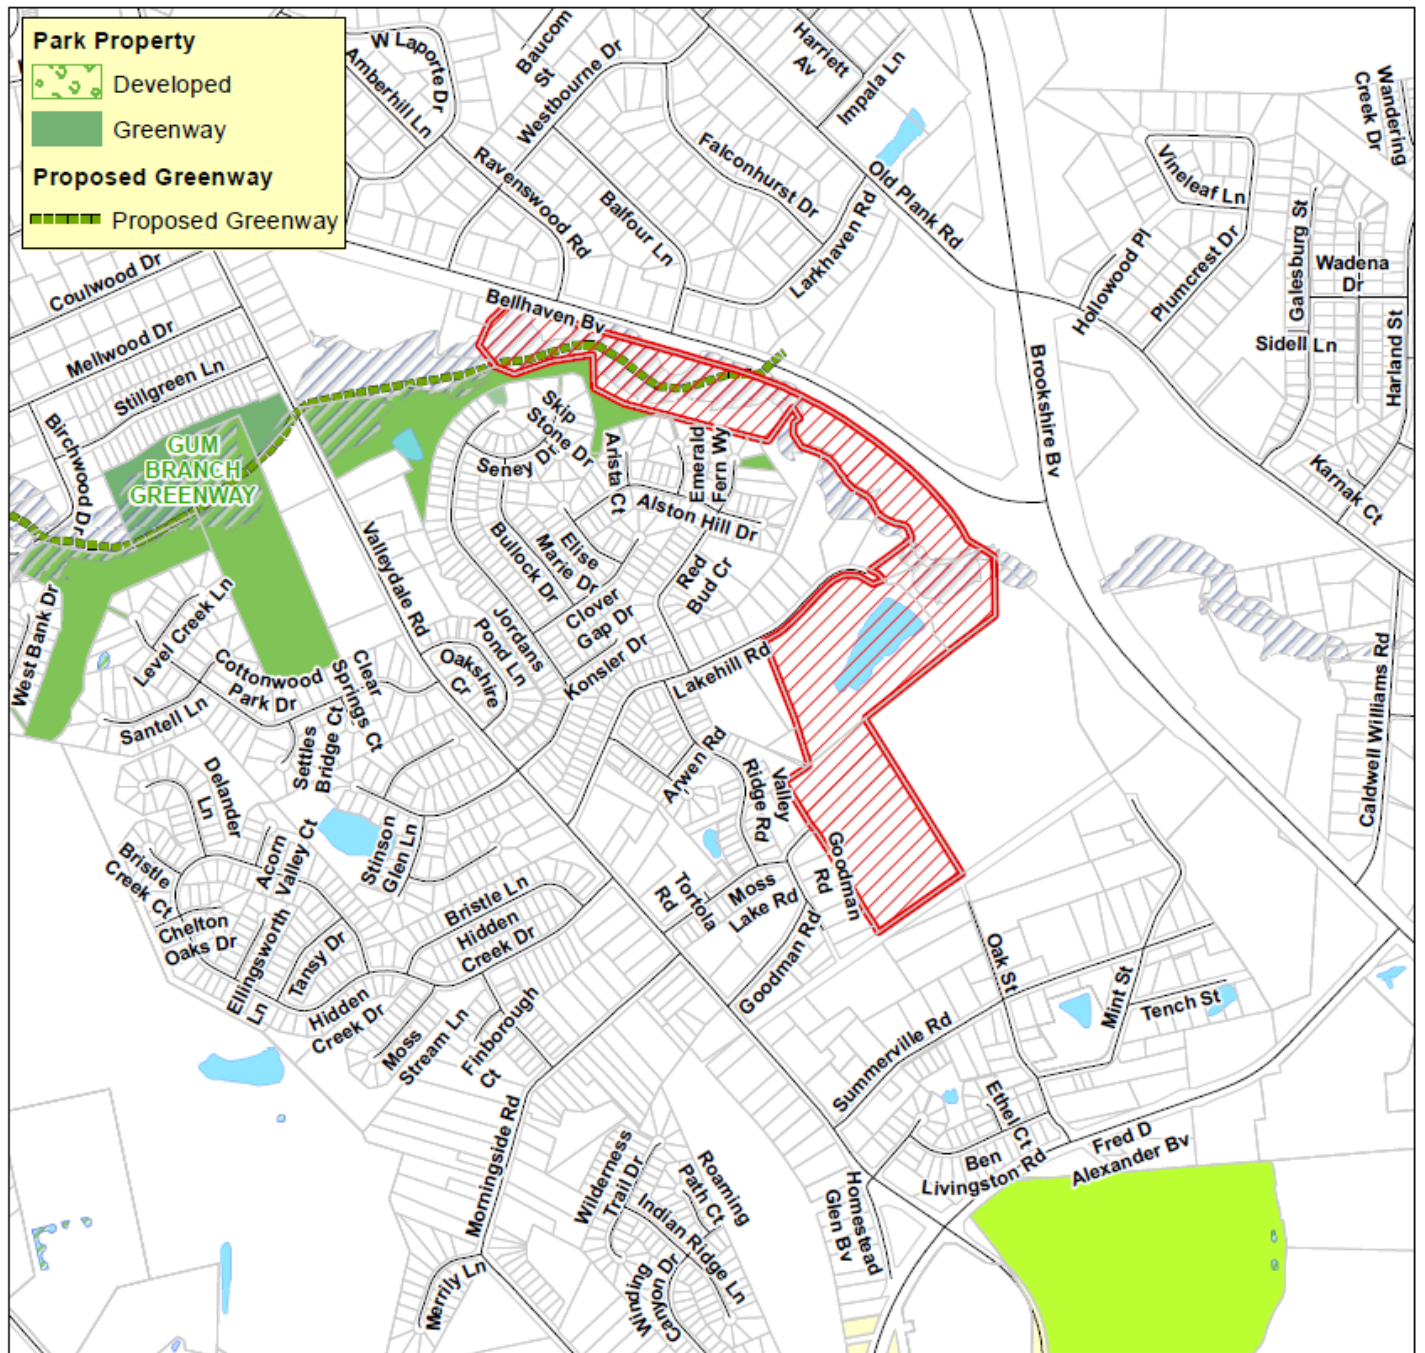 Park Property
Developed
Greenway
Proposed Greenway
Proposed Greenway
W Laporte Dr
Amberhill Ln
Baucom
St
Westbourne Dr
Harriett
Av
Impala Ln
Wandering
Creek Dr
Ravenswood Rd
Balfour Ln
Falconhurst Dr
Old Plank Rd
Larkhaven Rd
Vineleaf Ln
Hollowood Pl
Plumcrest Dr
Galesburg St
Wadena
Dr
Sidell Ln
Harland St
Karnak Ct
Coulwood Dr
Mellwood Dr
Stillgreen Ln
Birchwood Dr
Bellhaven Bv
Brookshire Bv
GUM
BRANCH
GREENWAY
Skip
Stone Dr
Seney Dr
Arista Ct
Emerald
Fern Wy
Alston Hill Dr
Bullock Dr
Elise
Marie Dr
Clover
Gap Dr
Red
Bud Cr
Valleydale Rd
Jordans
Pond Ln
Konsler Dr
Lakehill Rd
West Bank Dr
Level Creek Ln
Cottonwood
Park Dr
Clear
Springs Ct
Oakshire
Cr
Santell Ln
Settles
Bridge Ct
Caldwell Williams Rd
Arwen Rd
Valley
Ridge Rd
Goodman
Rd
Delander
Ln
Acorn
Valley Ct
Stinson
Glen Ln
Bristle
Creek Ct
Chelton
Oaks Dr
Ellingsworth
Ln
Tansy Dr
Bristle Ln
Hidden
Creek Dr
Hidden
Creek Dr
Tortola
Rd
Moss
Lake Rd
Goodman Rd
Moss
Stream Ln
Finborough
Ct
Oak St
Mint St
Tench St
Summerville Rd
Ethel Ct
Ben
Livingston Rd
Fred D
Alexander Bv
Morningside Rd
Wilderness
Trail Dr
Roaming
Path Ct
Indian Ridge Ln
Winding
Canyon Dr
Merrily Ln
Homestead
Glen Bv